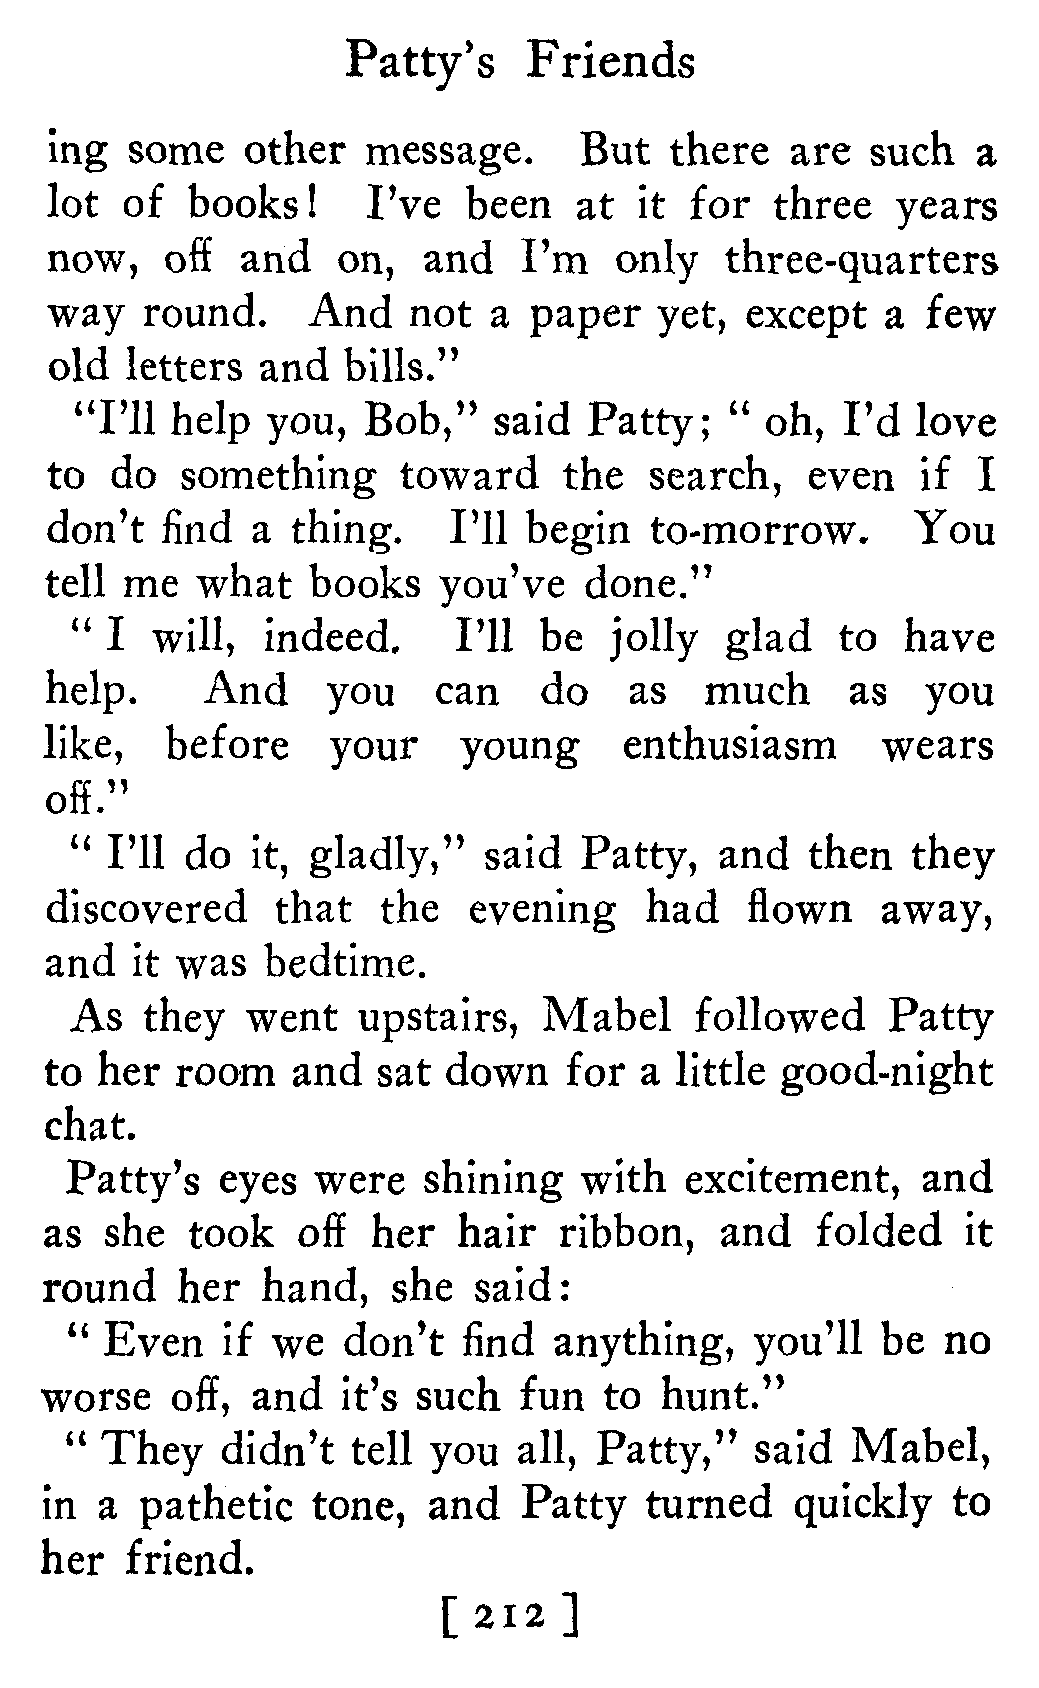 Patty's Friends
ing some other message. But there are such a
lot of books! I've been at it for three years
now, off and on, and I'm only three-quarters
way round. And not a paper yet, except a few
old letters and bills."
"I'll help you, Bob," said Patty; " oh, I'd love
to do something toward the search, even if I
don't find a thing. I'll begin to-morrow. You
tell me what books you've done."
" I will, indeed. I'll be jolly glad to have
help. And you can do as much as you
like, before your young enthusiasm wears
off."
" I'll do it, gladly," said Patty, and then they
discovered that the evening had flown away,
and it was bedtime.
As they went upstairs, Mabel followed Patty
to her room and sat down for a little good-night
chat.
Patty's eyes were shining with excitement, and
as she took off her hair ribbon, and folded it
round her hand, she said:
" Even if we don't find anything, you'll be no
worse off, and it's such fun to hunt."
" They didn't tell you all, Patty," said Mabel,
in a pathetic tone, and Patty turned quickly to
her friend.
[ 212 ]